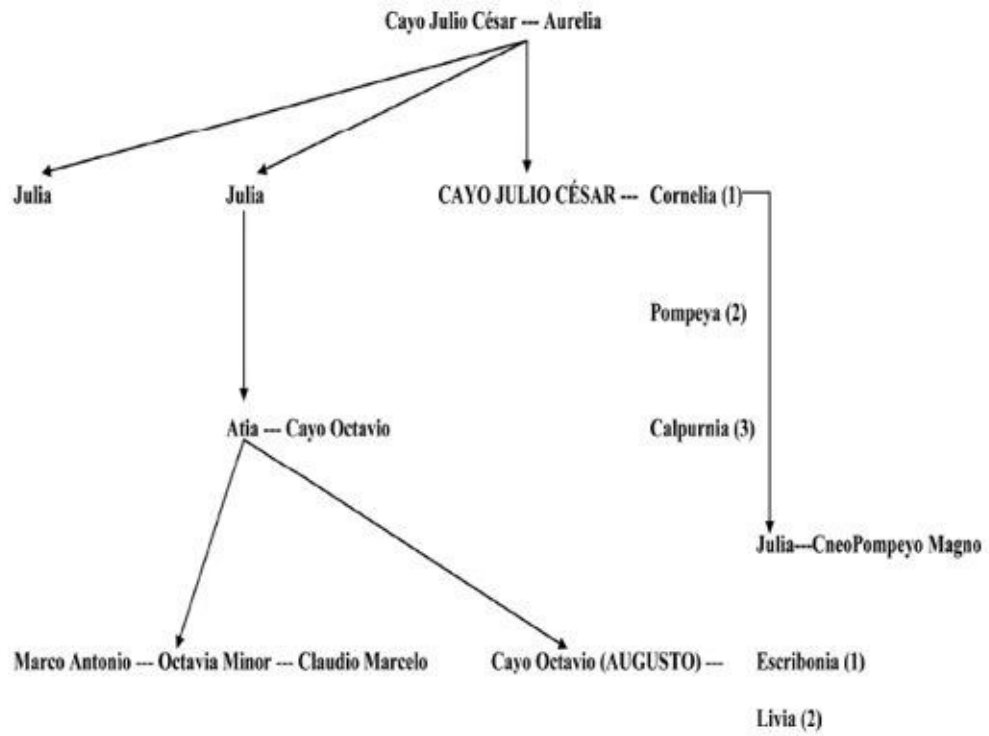 Cayo Julio César --- Aurelia
Julia Julia CAYO JULIO CÉSAR --- Cornelia (1)
Pompeya (2)
Atia --- Cayo Octavio Calpurnia (3)
Julia---CneoPompeyo Magno
Marco Antonio --- Octavia Minor --- Claudio Marcelo Cayo Octavio (AUGUSTO) --- Escribonia (1)
Livia (2)